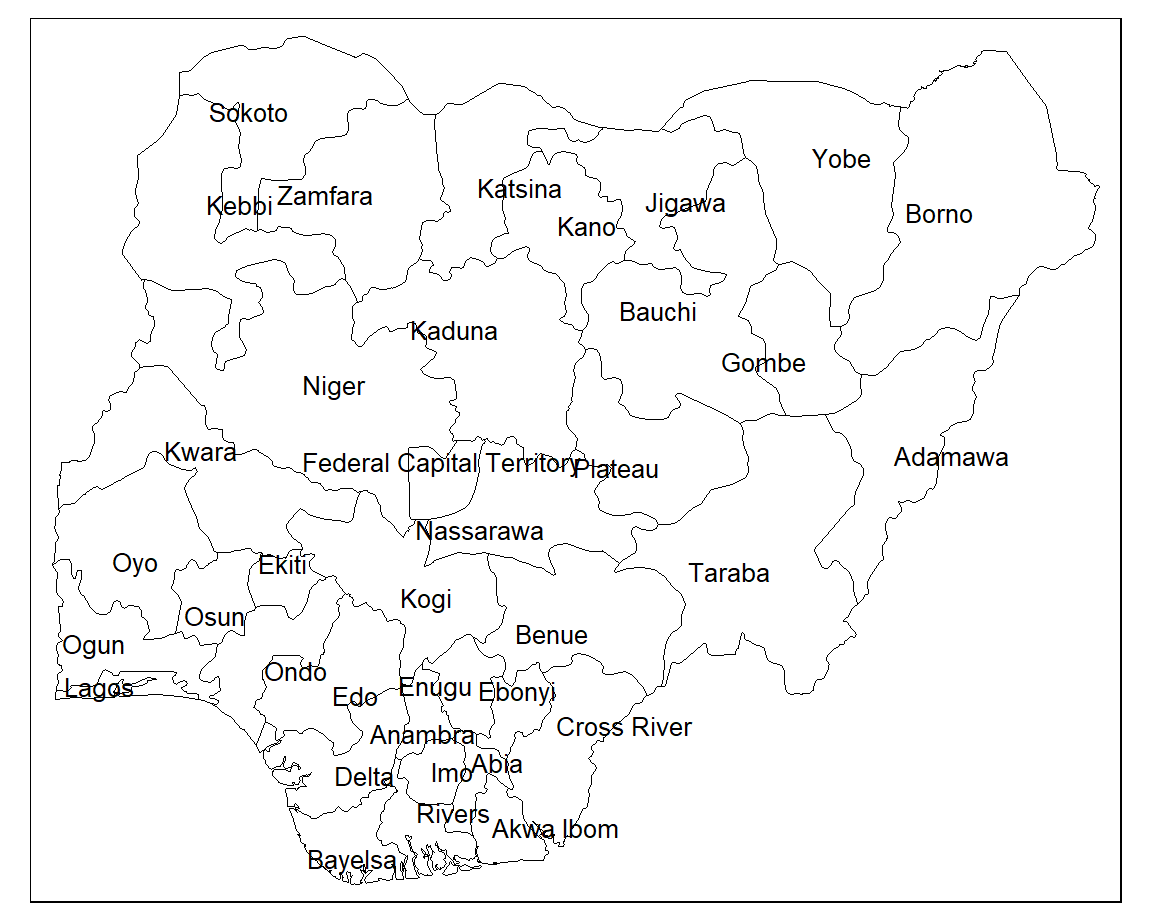 Sokoto
Yobe
Katsina
Zamfara
Kebbi
Jigawa
Borno
Kano
Bauchi
Kaduna
Gombe
Niger
Kwara
Federal Capital Territory
Plateau
Adamawa
Nassarawa
Oyo
Ekiti
Taraba
Kogi
Osun
Benue
Ogun
Ondo
Lagos
Edo
Enugu
Ebonyi
Cross River
Anambra
Delta
Imo
Abia
Rivers
Akwa Ibom
Bayelsa